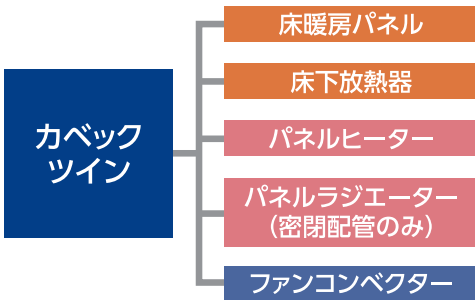 カベック
ツイン
床暖房パネル
床下放熱器
パネルヒーター
パネルラジエーター
（密閉配管のみ）
ファンコンベクター